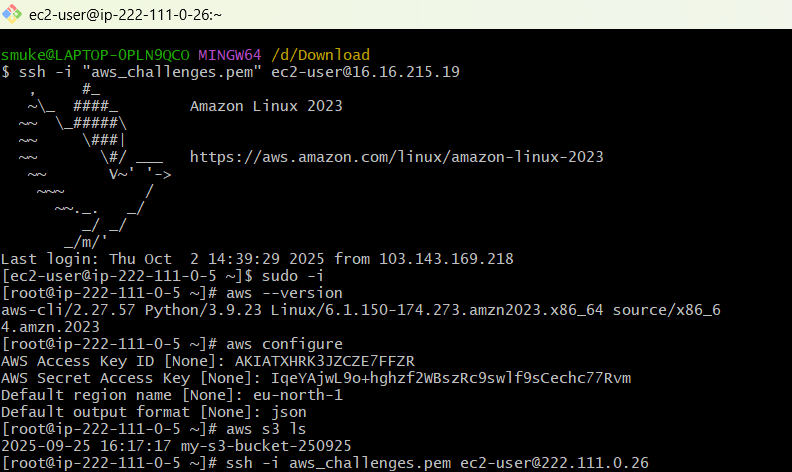 ec2-user@ip-222-111-0-26:~
smuke@LAPTOP-0PLN9QCO MINGW64 /d/Download
$ ssh -i "aws_challenges.pem" ec2-user@16.16.215.19
   ,     #_
   ~\_  ####_        Amazon Linux 2023
  ~~  \_#####\
  ~~     \###|
  ~~       \#/ ___   https://aws.amazon.com/linux/amazon-linux-2023
   ~~       V~' '->
    ~~~         /
      ~~._.   _/
         _/ _/
       _/m/'
Last login: Thu Oct  2 14:39:29 2025 from 103.143.169.218
[ec2-user@ip-222-111-0-5 ~]$ sudo -i
[root@ip-222-111-0-5 ~]# aws --version
aws-cli/2.27.57 Python/3.9.23 Linux/6.1.150-174.273.amzn2023.x86_64 source/x86_6
4.amzn.2023
[root@ip-222-111-0-5 ~]# aws configure
AWS Access Key ID [None]: AKIATXHRK3JZCZE7FFZR
AWS Secret Access Key [None]: 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
Default region name [None]: eu-north-1
Default output format [None]: json
[root@ip-222-111-0-5 ~]# aws s3 ls
2025-09-25 16:17:17 my-s3-bucket-250925
[root@ip-222-111-0-5 ~]# ssh -i aws_challenges.pem ec2-user@222.111.0.26